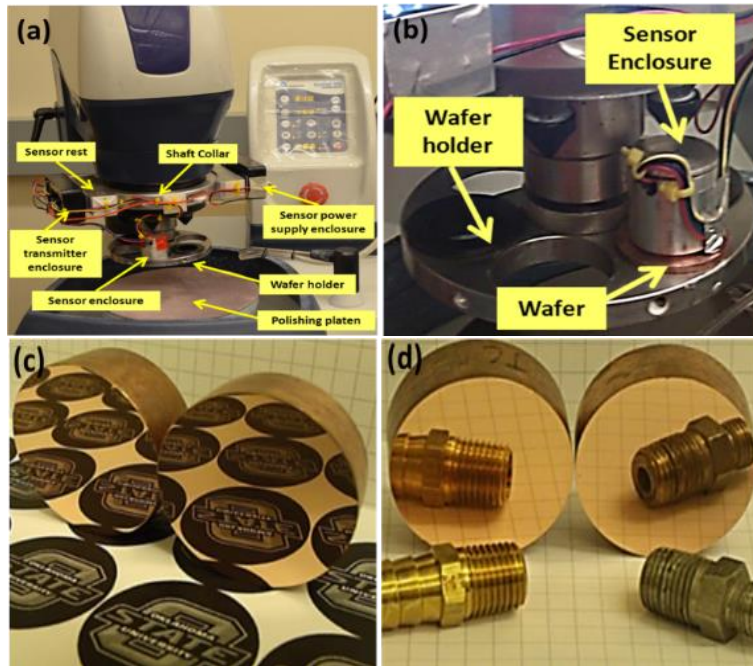 (a)
Sensor rest
Shaft Collar
Sensor power
supply enclosure
Sensor
transmitter
enclosure
Sensor enclosure
Wafer holder
Polishing platen
(b)
Sensor
Enclosure
Wafer
holder
Wafer
(c)
OKLAHOMA
STATE
UNIVERSITY
(d)